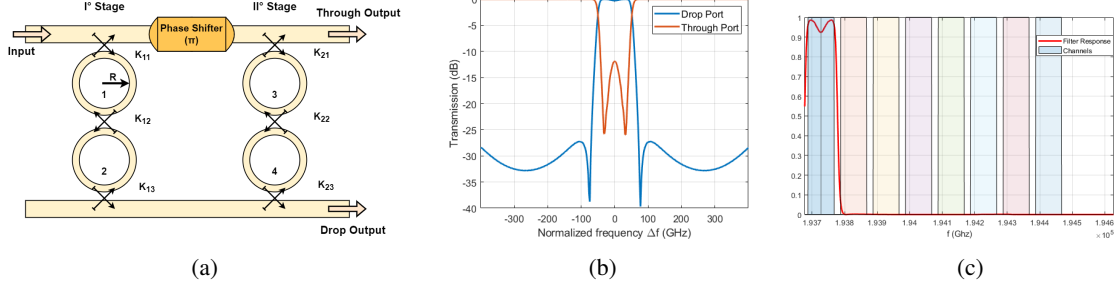 I° Stage
II° Stage
Through Output
Input
Phase Shifter
(π)
K11
K21
R
1
3
K12
K22
2
4
K13
K23
Drop Output
(a)
Drop Port
Through Port
Transmission (dB)
-5
-10
-15
-20
-25
-30
-35
-40
-300
-200
-100
0
100
200
300
Normalized frequency Δf (GHz)
(b)
Filter Response
Channels
1
0.9
0.8
0.7
0.6
0.5
0.4
0.3
0.2
0.1
0
1.937
1.938
1.939
1.94
1.941
1.942
1.943
1.944
1.945
1.946
f (Ghz)
× 10⁵
(c)